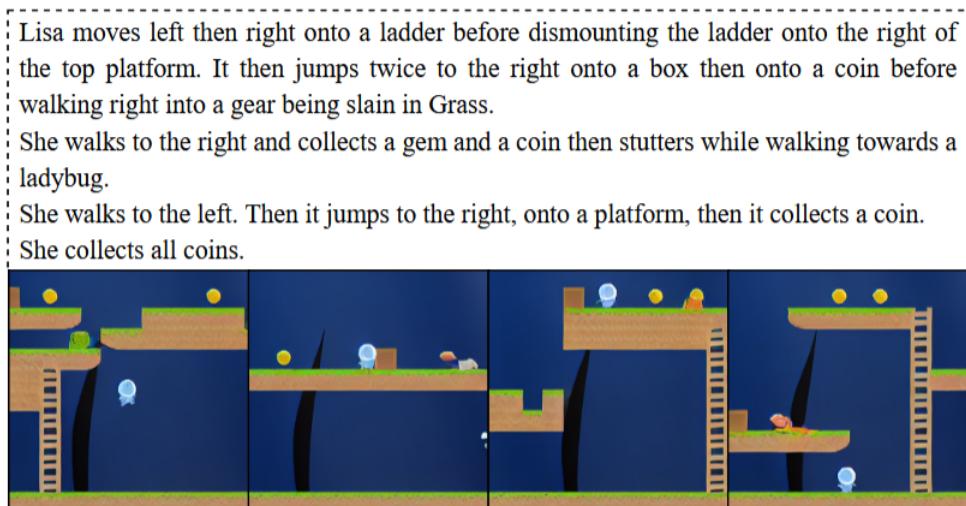 Lisa moves left then right onto a ladder before dismounting the ladder onto the right of
the top platform. It then jumps twice to the right onto a box then onto a coin before
walking right into a gear being slain in Grass.
She walks to the right and collects a gem and a coin then stutters while walking towards a
ladybug.
She walks to the left. Then it jumps to the right, onto a platform, then it collects a coin.
She collects all coins.